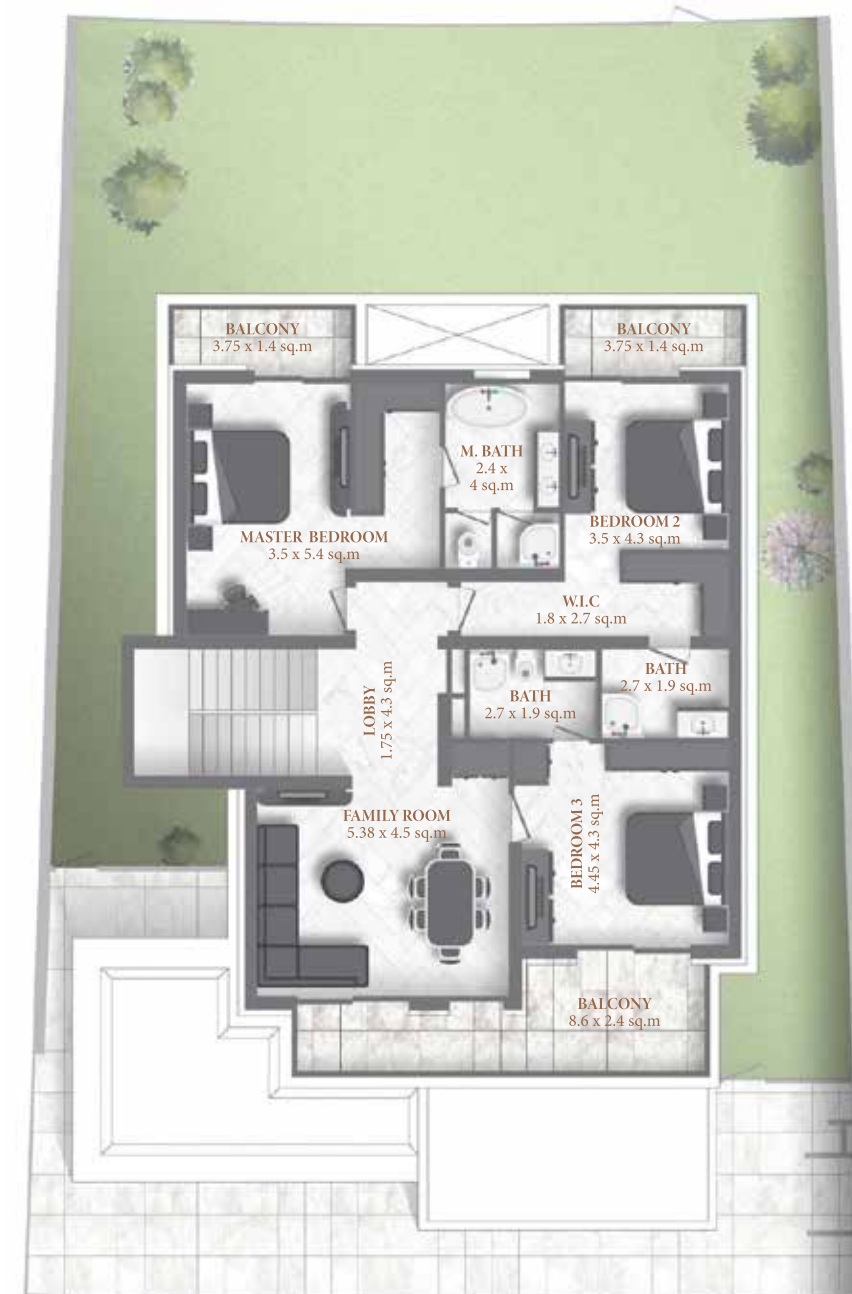 BALCONY
3.75 x 1.4 sq.m
BALCONY
3.75 x 1.4 sq.m
M. BATH
2.4 x
4 sq.m
MASTER BEDROOM
3.5 x 5.4 sq.m
BEDROOM 2
3.5 x 4.3 sq.m
W.I.C
1.8 x 2.7 sq.m
LOBBY
1.75 x 4.3 sq.m
BATH
2.7 x 1.9 sq.m
BATH
2.7 x 1.9 sq.m
FAMILY ROOM
5.38 x 4.5 sq.m
BEDROOM 3
4.45 x 4.3 sq.m
BALCONY
8.6 x 2.4 sq.m